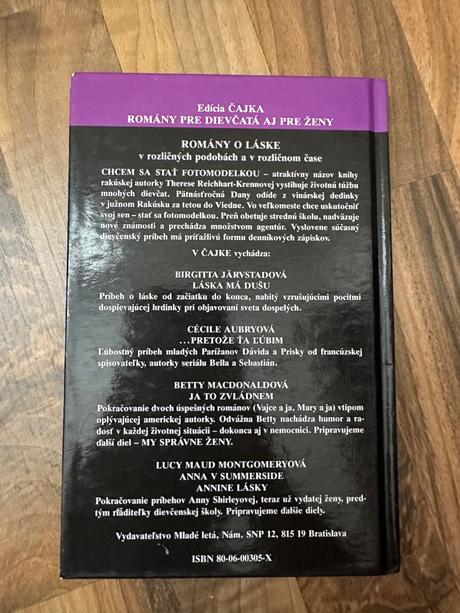 Edícia ČAJKA
ROMÁNY PRE DIEVČATÁ AJ PRE ŽENY
ROMÁNY O LÁSKE
v rozličných podobách a v rozličnom čase
CHCEM SA STAŤ FOTOMODELKOU – atraktívny názov knihy
rakúskej autorky Therese Reichhart-Krennovej vystihuje životnú túžbu
mnohých dievčat. Pätnásťročná Dany odíde z vinárskej dedinky
v južnom Rakúsku za tetou do Viedne. Vo veľkomeste chce uskutočniť
svoj sen – stať sa fotomodelkou. Preň obetuje strednú školu, nadväzuje
nové známosti a prechádza množstvom agentúr. Vyslovene súčasný
dievčenský príbeh má príťažlivú formu denníkových zápiskov.
V ČAJKE vychádza:
BIRGITTA JÄRVSTADOVÁ
LÁSKA MÁ DUŠU
Príbeh o láske od začiatku do konca, nabitý vzrušujúcimi pocitmi
dospievajúcej hrdinky pri objavovaní sveta dospelých.
CÉCILE AUBRYOVÁ
...PRETOŽE ŤA ĽÚBIM
Ľúbostný príbeh mladých Parížanov Dávida a Prisky od francúzskej
spisovateľky, autorky seriálu Bella a Sebastián.
BETTY MACDONALDOVÁ
JA TO ZVLÁDNEM
Pokračovanie dvoch úspešných románov (Vajce a ja, Mary a ja) vtipom
oplývajúcej americkej autorky. Odvážna Betty nachádza humor a ra-
dosť v každej životnej situácii – dokonca aj v nemocnici. Pripravujeme
ďalší diel – MY SPRÁVNE ŽENY.
LUCY MAUD MONTGOMERYOVÁ
ANNA V SUMMERSIDE
ANNINE LÁSKY
Pokračovanie príbehov Anny Shirleyovej, teraz už vydatej ženy, pred-
tým riaditeľky dievčenskej školy. Pripravujeme ďalšie diely.
Vydavateľstvo Mladé letá, Nám. SNP 12, 815 19 Bratislava
ISBN 80-06-00305-X